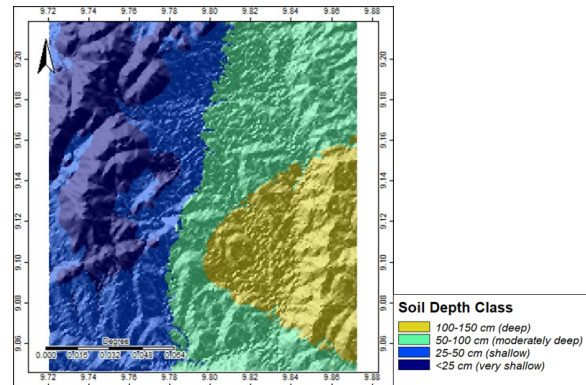 9.72 9.74 9.76 9.78 9.80 9.82 9.84 9.86 9.88
9.20
9.18
9.16
9.14
9.12
9.10
9.08
9.06
9.20
9.18
9.16
9.14
9.12
9.10
9.08
9.06
Degree
0.000 0.016 0.032 0.048 0.064
9.72 9.74 9.76 9.78 9.80 9.82 9.84 9.86 9.88
Soil Depth Class
100-150 cm (deep)
50-100 cm (moderately deep)
25-50 cm (shallow)
<25 cm (very shallow)